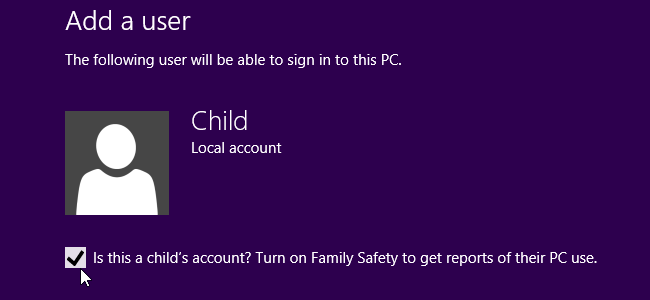 Add a user
The following user will be able to sign in to this PC.
Child
Local account
Is this a child's account? Turn on Family Safety to get reports of their PC use.